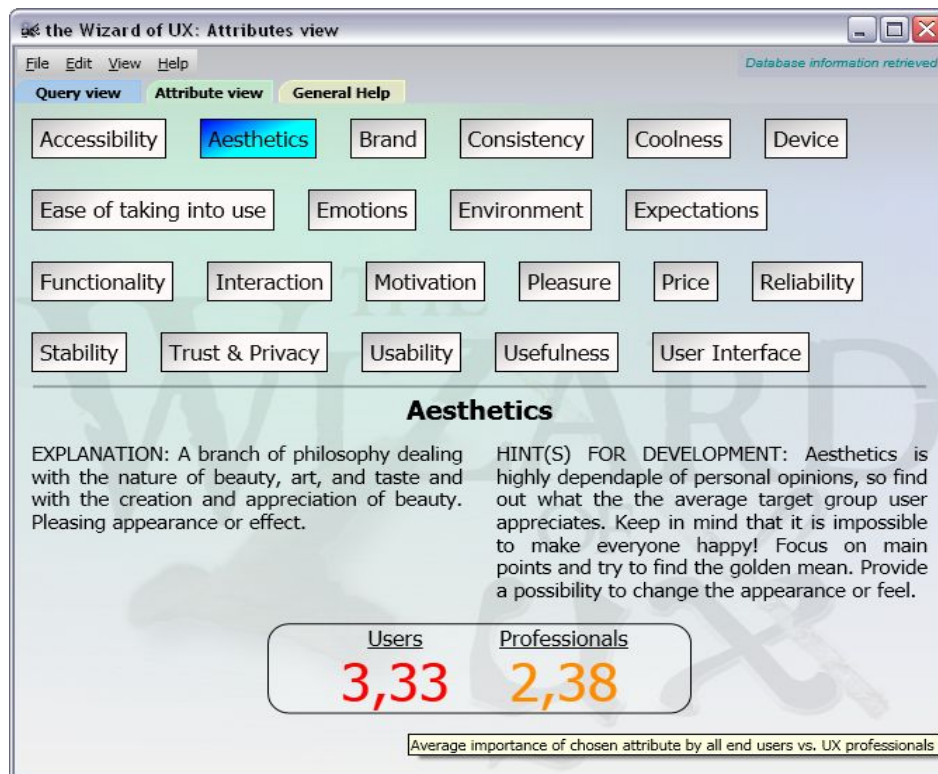 the Wizard of UX: Attributes view
File Edit View Help
Database information retrieved
Query view Attribute view General Help
Accessibility Aesthetics Brand Consistency Coolness Device
Ease of taking into use Emotions Environment Expectations
Functionality Interaction Motivation Pleasure Price Reliability
Stability Trust & Privacy Usability Usefulness User Interface
Aesthetics
EXPLANATION: A branch of philosophy dealing
with the nature of beauty, art, and taste and
with the creation and appreciation of beauty.
Pleasing appearance or effect.
HINT(S) FOR DEVELOPMENT: Aesthetics is
highly dependaple of personal opinions, so find
out what the the average target group user
appreciates. Keep in mind that it is impossible
to make everyone happy! Focus on main
points and try to find the golden mean. Provide
a possibility to change the appearance or feel.
Users Professionals
3,33 2,38
Average importance of chosen attribute by all end users vs. UX professionals
THE
WIZARD
OF
UX